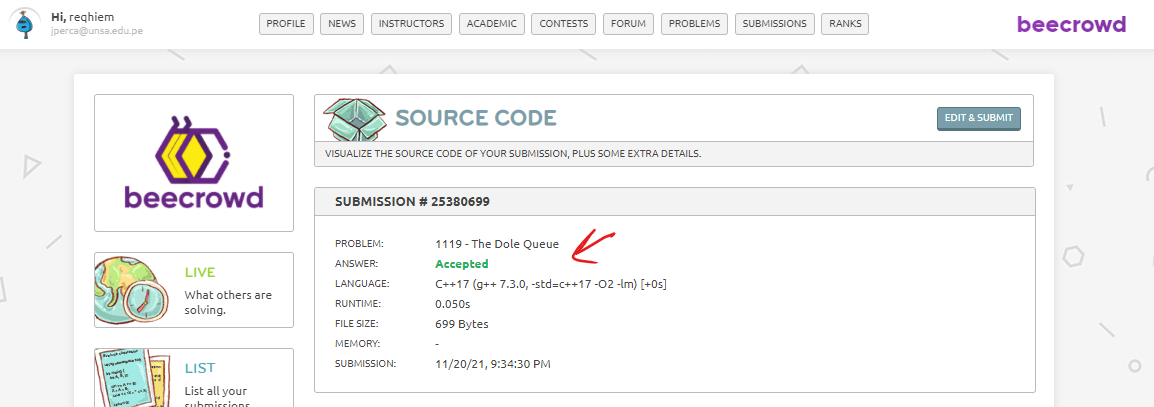 Hi, reqhiem
jperca@unsa.edu.pe
PROFILE NEWS INSTRUCTORS ACADEMIC CONTESTS FORUM PROBLEMS SUBMISSIONS RANKS
beecrowd
beecrowd
SOURCE CODE
EDIT & SUBMIT
VISUALIZE THE SOURCE CODE OF YOUR SUBMISSION, PLUS SOME EXTRA DETAILS.
SUBMISSION # 25380699
PROBLEM: 1119 - The Dole Queue
ANSWER: Accepted
LANGUAGE: C++17 (g++ 7.3.0, -std=c++17 -O2 -lm) [+0s]
RUNTIME: 0.050s
FILE SIZE: 699 Bytes
MEMORY: -
SUBMISSION: 11/20/21, 9:34:30 PM
LIVE
What others are
solving.
LIST
List all your
submissions